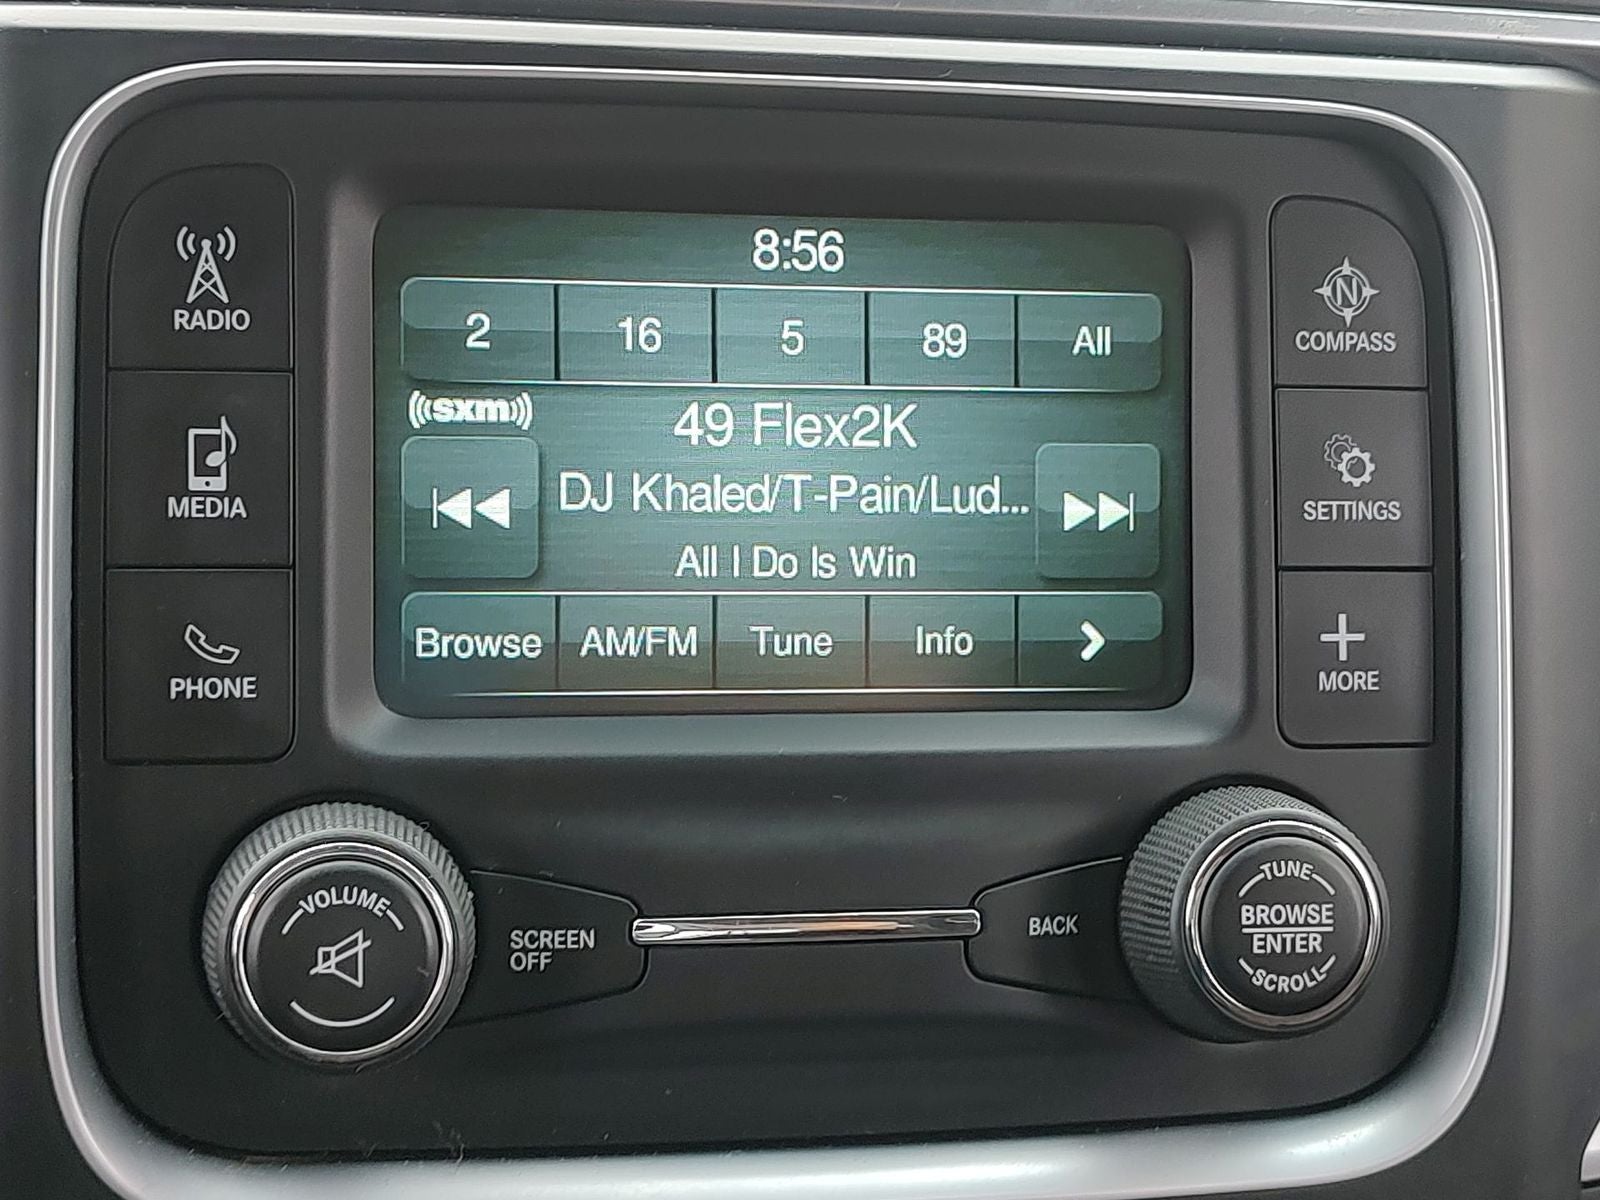 8:56
2 16 5 89 All
sxm
49 Flex2K
DJ Khaled/T-Pain/Lud...
All I Do Is Win
Browse AM/FM Tune Info
RADIO
MEDIA
PHONE
N
COMPASS
SETTINGS
MORE
VOLUME
SCREEN
OFF
BACK
TUNE
BROWSE
ENTER
SCROLL